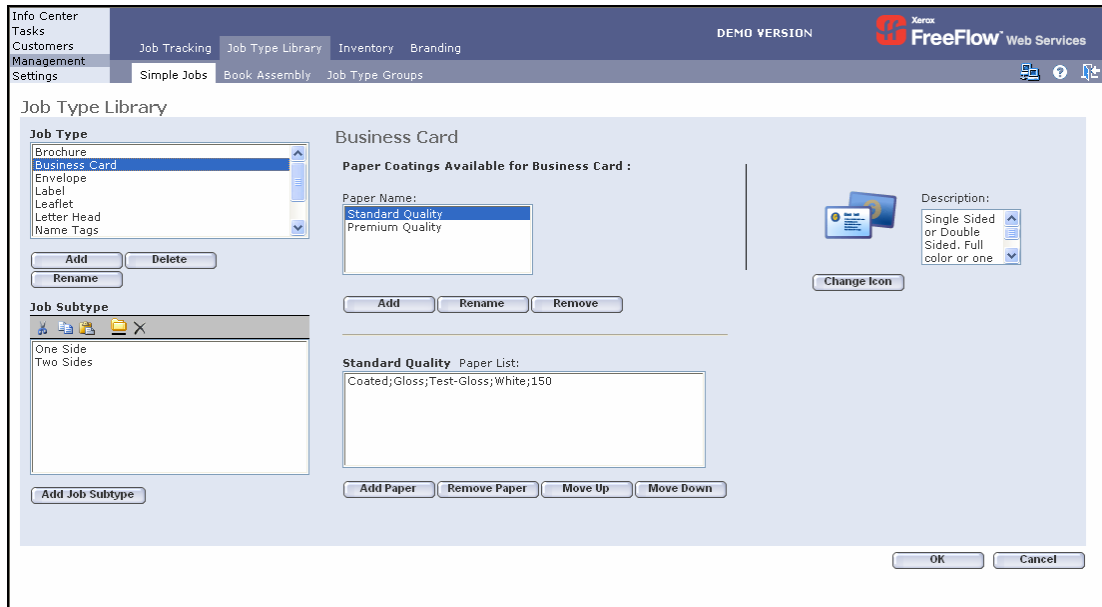 Info Center
Tasks
Customers
Management
Settings
Job Tracking Job Type Library Inventory Branding
DEMO VERSION
Xerox
FreeFlow Web Services
Simple Jobs Book Assembly Job Type Groups
Job Type Library
Job Type
Brochure
Business Card
Envelope
Label
Leaflet
Letter Head
Name Tags
Add Delete
Rename
Job Subtype
One Side
Two Sides
Add Job Subtype
Business Card
Paper Coatings Available for Business Card :
Paper Name:
Standard Quality
Premium Quality
Add Rename Remove
Standard Quality Paper List:
Coated;Gloss;Test-Gloss;White;150
Add Paper Remove Paper Move Up Move Down
Change Icon
Description:
Single Sided
or Double
Sided. Full
color or one
OK Cancel